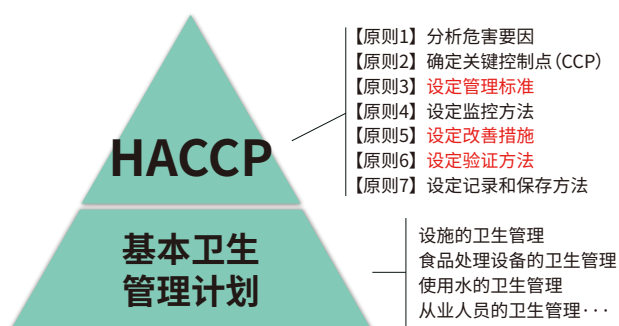 【原则1】分析危害要因
【原则2】确定关键控制点（CCP）
【原则3】设定管理标准
【原则4】设定监控方法
【原则5】设定改善措施
【原则6】设定验证方法
【原则7】设定记录和保存方法
HACCP
基本卫生
管理计划
设施的卫生管理
食品处理设备的卫生管理
使用水的卫生管理
从业人员的卫生管理···